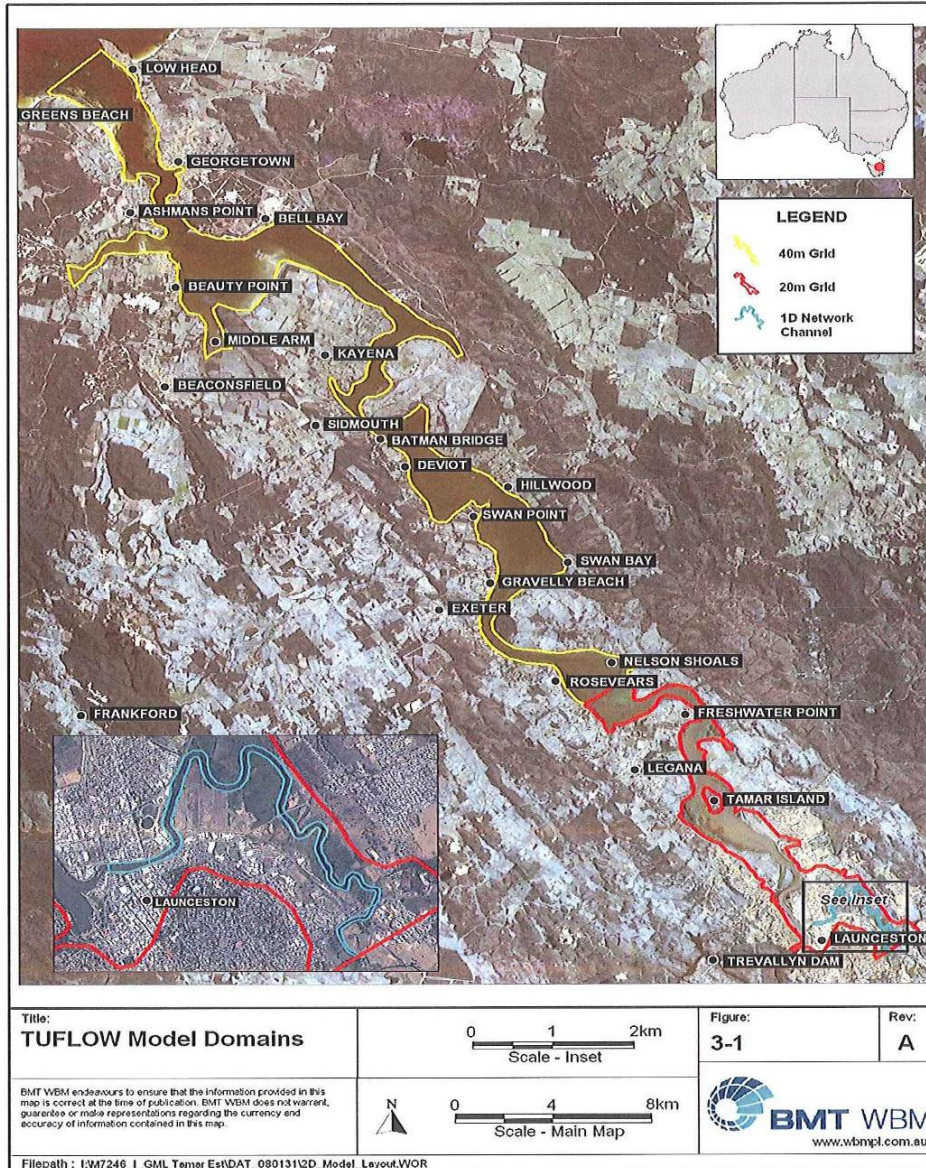 LOW HEAD
GREENS BEACH
GEORGETOWN
ASHMANS POINT
BELL BAY
BEAUTY POINT
MIDDLE ARM
KAYENA
BEACONSFIELD
SIDMOUTH
BATMAN BRIDGE
DEVIOT
HILLWOOD
SWAN POINT
SWAN BAY
GRAVELLY BEACH
EXETER
NELSON SHOALS
ROSEVEARS
FRANKFORD
FRESHWATER POINT
LEGANA
TAMAR ISLAND
See Inset
LAUNCESTON
TREVALLYN DAM
LAUNCESTON
LEGEND
40m Grid
20m Grid
1D Network
Channel
Title:
TUFLOW Model Domains
BMT WBM endeavours to ensure that the information provided in this
map is correct at the time of publication. BMT WBM does not warrant,
guarantee or make representations regarding the currency and
accuracy of information contained in this map.
0 1 2km
Scale - Inset
N
0 4 8km
Scale - Main Map
Figure:
3-1
Rev:
A
BMT WBM
www.wbmpl.com.au
Filepath : I:\M7246_I_GML Tamar Est\DAT_080131\2D_Model_Layout.WOR